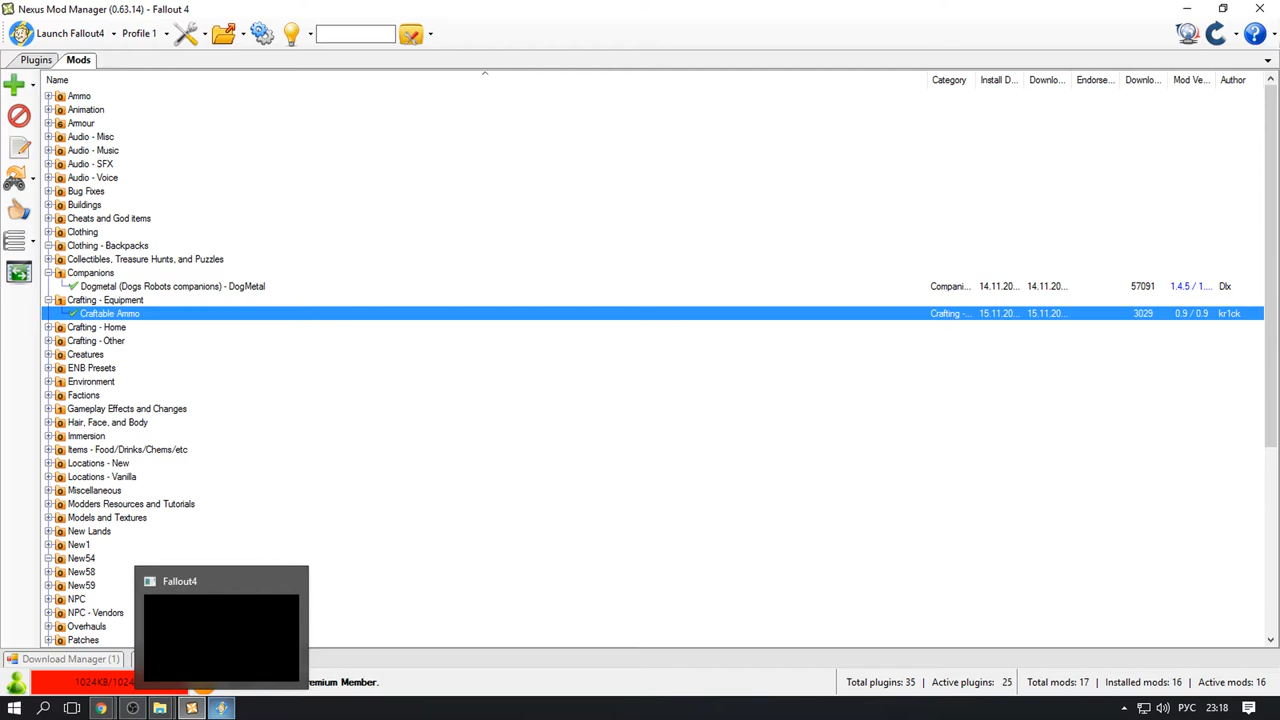 Nexus Mod Manager (0.63.14) - Fallout 4
Launch Fallout4
Profile 1
Plugins
Mods
Name
Category
Install D...
Downlo...
Endorse...
Downlo...
Mod Ve...
Author
Ammo
Animation
Armour
Audio - Misc
Audio - Music
Audio - SFX
Audio - Voice
Bug Fixes
Buildings
Cheats and God items
Clothing
Clothing - Backpacks
Collectibles, Treasure Hunts, and Puzzles
Companions
Dogmetal (Dogs Robots companions) - DogMetal
Compani...
14.11.20...
14.11.20...
57091
1.4.5 / 1....
Dlx
Crafting - Equipment
Craftable Ammo
Crafting -...
15.11.20...
15.11.20...
3029
0.9 / 0.9
kr1ck
Crafting - Home
Crafting - Other
Creatures
ENB Presets
Environment
Factions
Gameplay Effects and Changes
Hair, Face, and Body
Immersion
Items - Food/Drinks/Chems/etc
Locations - New
Locations - Vanilla
Miscellaneous
Modders Resources and Tutorials
Models and Textures
New Lands
New1
New54
New58
New59
NPC
NPC - Vendors
Overhauls
Patches
Fallout4
Download Manager (1)
1024KB/1024
Premium Member.
Total plugins: 35
Active plugins: 25
Total mods: 17
Installed mods: 16
Active mods: 16
РУС
23:18